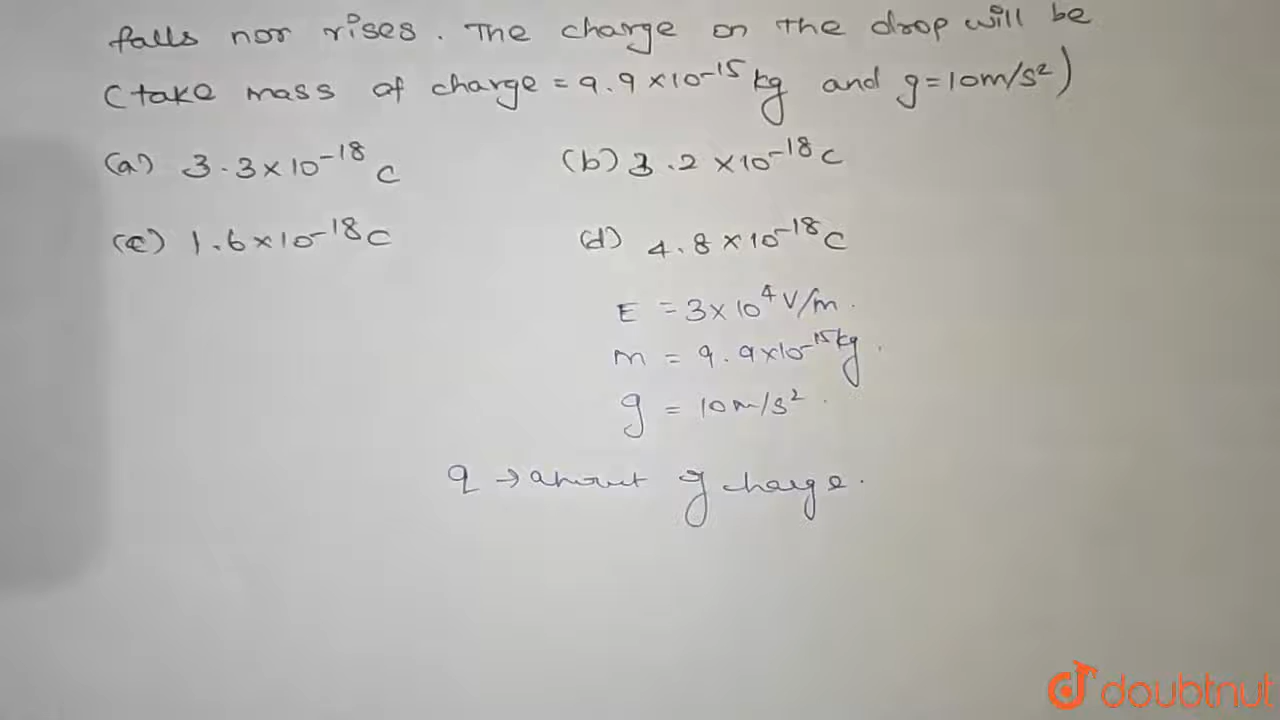 falls nor rises. The charge on the drop will be
(take mass of charge = 9.9×10⁻¹⁵ kg and g=10m/s²)
(a) 3.3×10⁻¹⁸ C (b) 3.2×10⁻¹⁸ C
(c) 1.6×10⁻¹⁸ C (d) 4.8×10⁻¹⁸ C
E = 3×10⁴ V/m.
m = 9.9×10⁻¹⁵ kg.
g = 10m/s².
q → amount of charge.
doubtnut